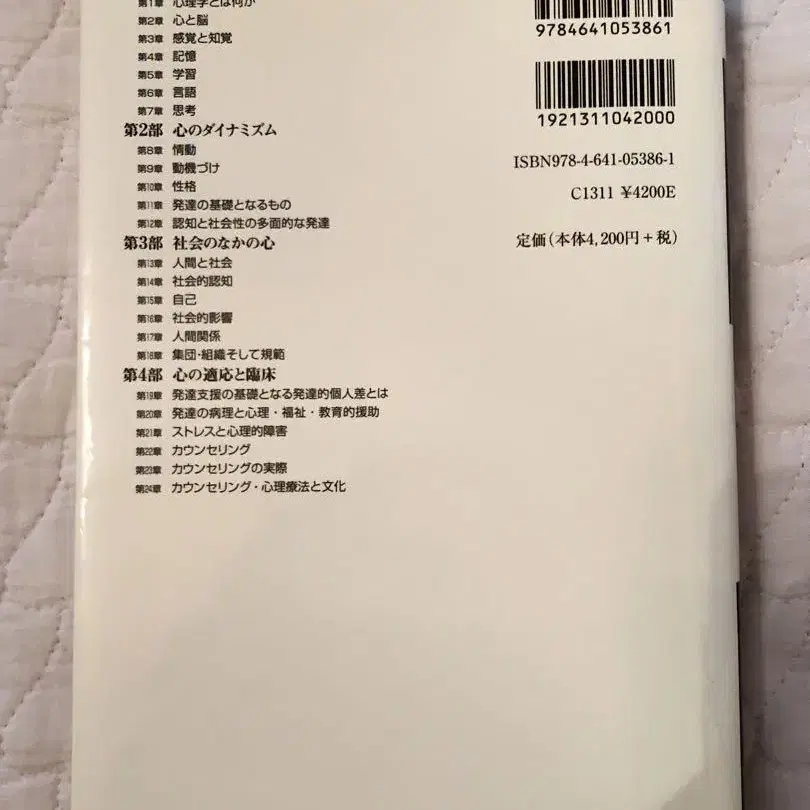 第1章 心理学とは何か
第2章 心と脳
第3章 感覚と知覚
第4章 記憶
第5章 学習
第6章 言語
第7章 思考
第2部 心のダイナミズム
第8章 情動
第9章 動機づけ
第10章 性格
第11章 発達の基礎となるもの
第12章 認知と社会性の多面的な発達
第3部 社会のなかの心
第13章 人間と社会
第14章 社会的認知
第15章 自己
第16章 社会的影響
第17章 人間関係
第18章 集団・組織そして規範
第4部 心の適応と臨床
第19章 発達支援の基礎となる発達的個人差とは
第20章 発達の病理と心理・福祉・教育的援助
第21章 ストレスと心理的障害
第22章 カウンセリング
第23章 カウンセリングの実際
第24章 カウンセリング・心理療法と文化
9784641053861
1921311042000
ISBN978-4-641-05386-1
C1311 ¥4200E
定価(本体4,200円+税)